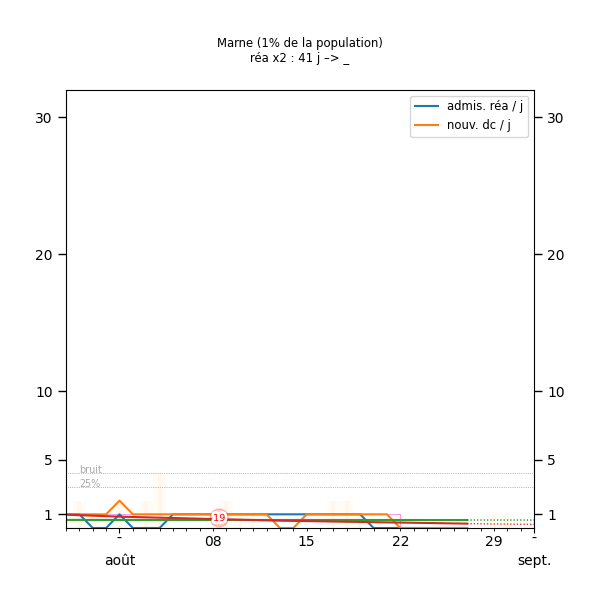 Marne (1% de la population)
réa x2 : 41 j –> _
admis. réa / j
nouv. dc / j
30 30
20 20
10 10
5 5
bruit
25%
1 1
19
- 08 15 22 29 -
août sept.